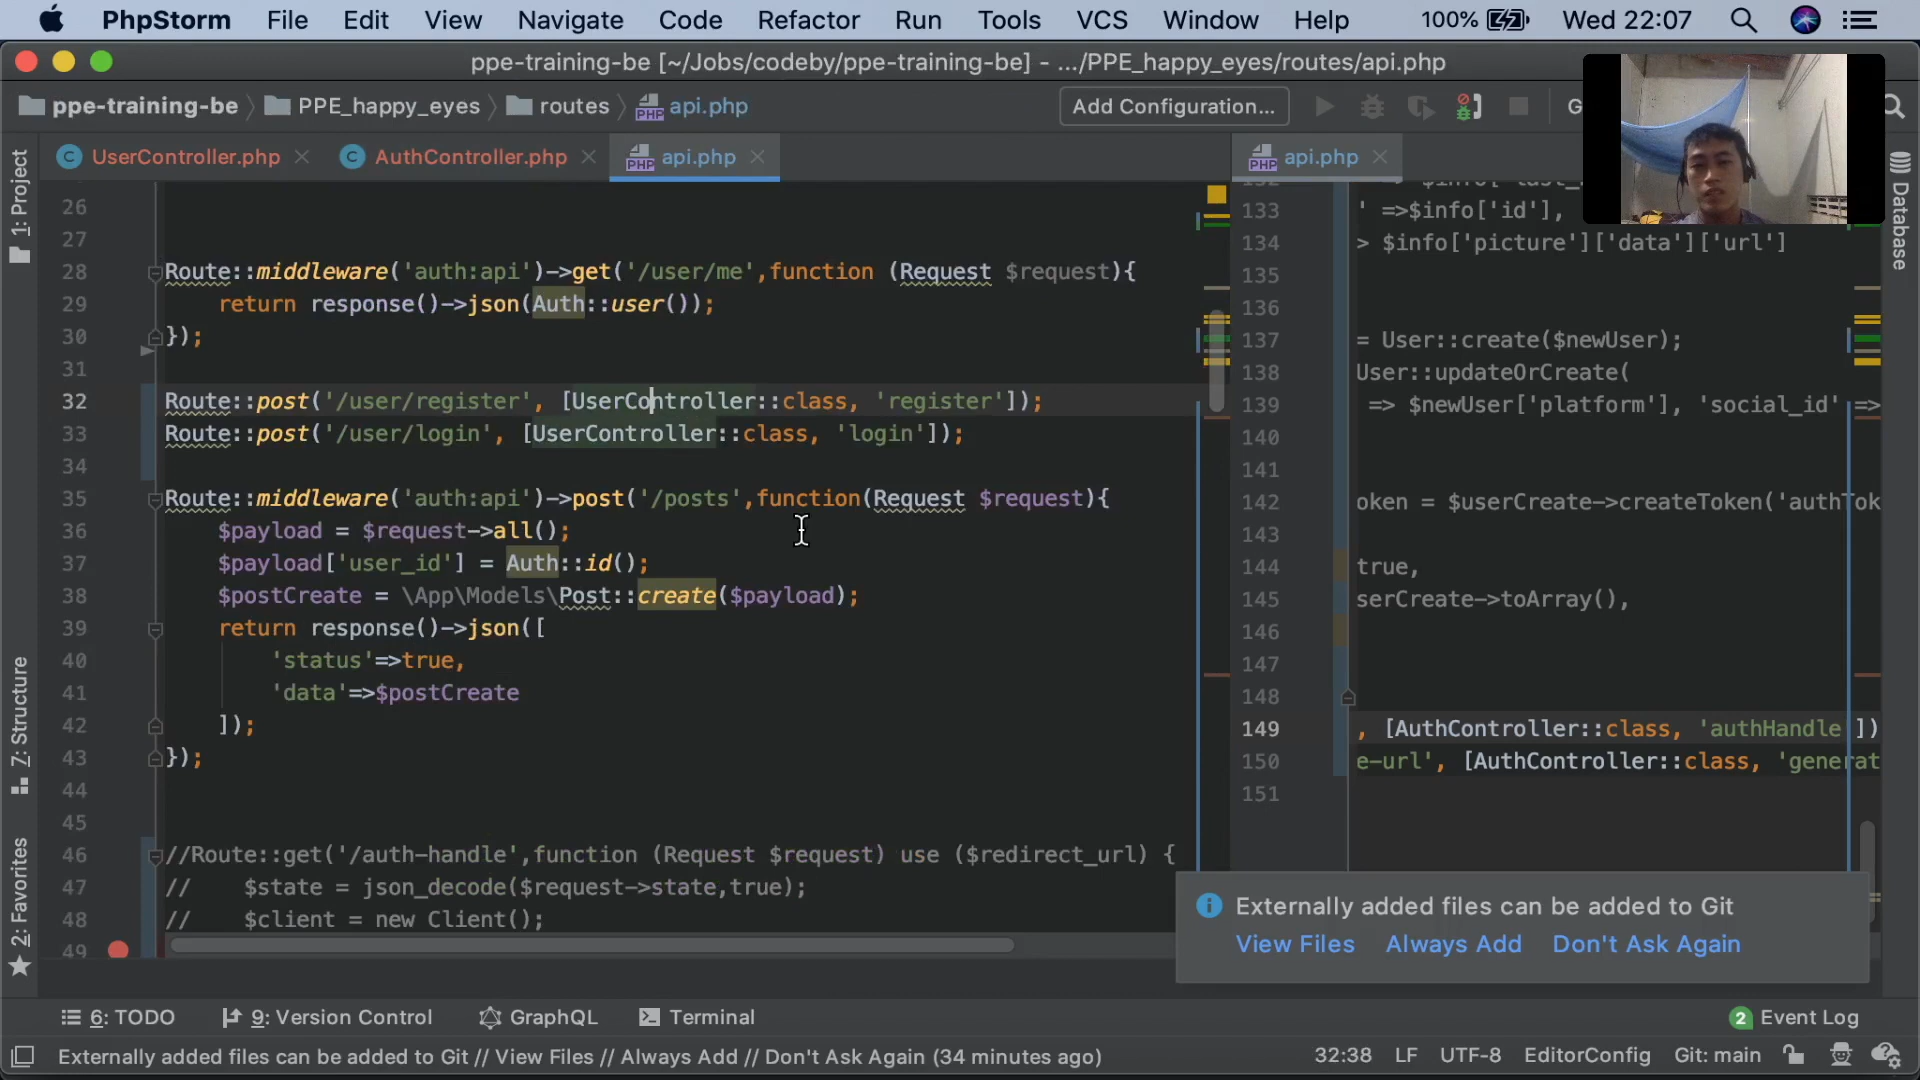 PhpStorm File Edit View Navigate Code Refactor Run Tools VCS Window Help 100% Wed 22:07
ppe-training-be [~/Jobs/codeby/ppe-training-be] - .../PPE_happy_eyes/routes/api.php
ppe-training-be PPE_happy_eyes routes api.php Add Configuration...
UserController.php AuthController.php api.php
api.php
1: Project
7: Structure
2: Favorites
Database
26
27
28 Route::middleware('auth:api')->get('/user/me',function (Request $request){
29 return response()->json(Auth::user());
30 });
31
32 Route::post('/user/register', [UserController::class, 'register']);
33 Route::post('/user/login', [UserController::class, 'login']);
34
35 Route::middleware('auth:api')->post('/posts',function(Request $request){
36 $payload = $request->all();
37 $payload['user_id'] = Auth::id();
38 $postCreate = \App\Models\Post::create($payload);
39 return response()->json([
40 'status'=>true,
41 'data'=>$postCreate
42 ]);
43 });
44
45
46 //Route::get('/auth-handle',function (Request $request) use ($redirect_url) {
47 // $state = json_decode($request->state,true);
48 // $client = new Client();
49
133 ' =>$info['id'],
134 > $info['picture']['data']['url']
135
136
137 = User::create($newUser);
138 User::updateOrCreate(
139 => $newUser['platform'], 'social_id' =>
140
141
142 oken = $userCreate->createToken('authTok
143
144 true,
145 serCreate->toArray(),
146
147
148
149 , [AuthController::class, 'authHandle'])
150 e-url', [AuthController::class, 'generat
151
Externally added files can be added to Git
View Files Always Add Don't Ask Again
6: TODO 9: Version Control GraphQL Terminal 2 Event Log
Externally added files can be added to Git // View Files // Always Add // Don't Ask Again (34 minutes ago) 32:38 LF UTF-8 EditorConfig Git: main